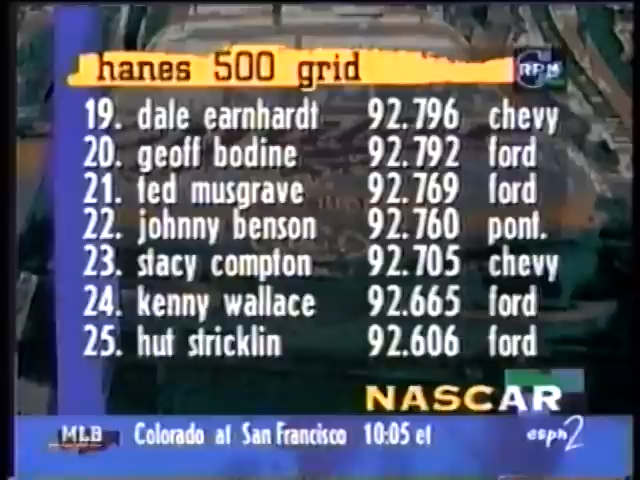 hanes 500 grid RPM
19. dale earnhardt 92.796 chevy
20. geoff bodine 92.792 ford
21. ted musgrave 92.769 ford
22. johnny benson 92.760 pont.
23. stacy compton 92.705 chevy
24. kenny wallace 92.665 ford
25. hut stricklin 92.606 ford
NASCAR
MLB Colorado at San Francisco 10:05 et espn2